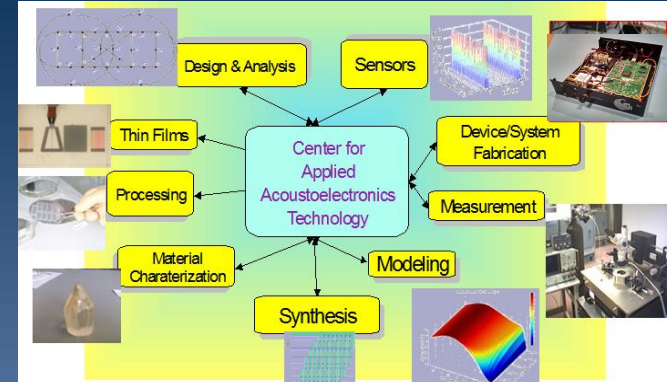 Design & Analysis
Sensors
Thin Films
Device/System
Fabrication
Center for
Applied
Acoustoelectronics
Technology
Processing
Measurement
Material
Charaterization
Modeling
Synthesis